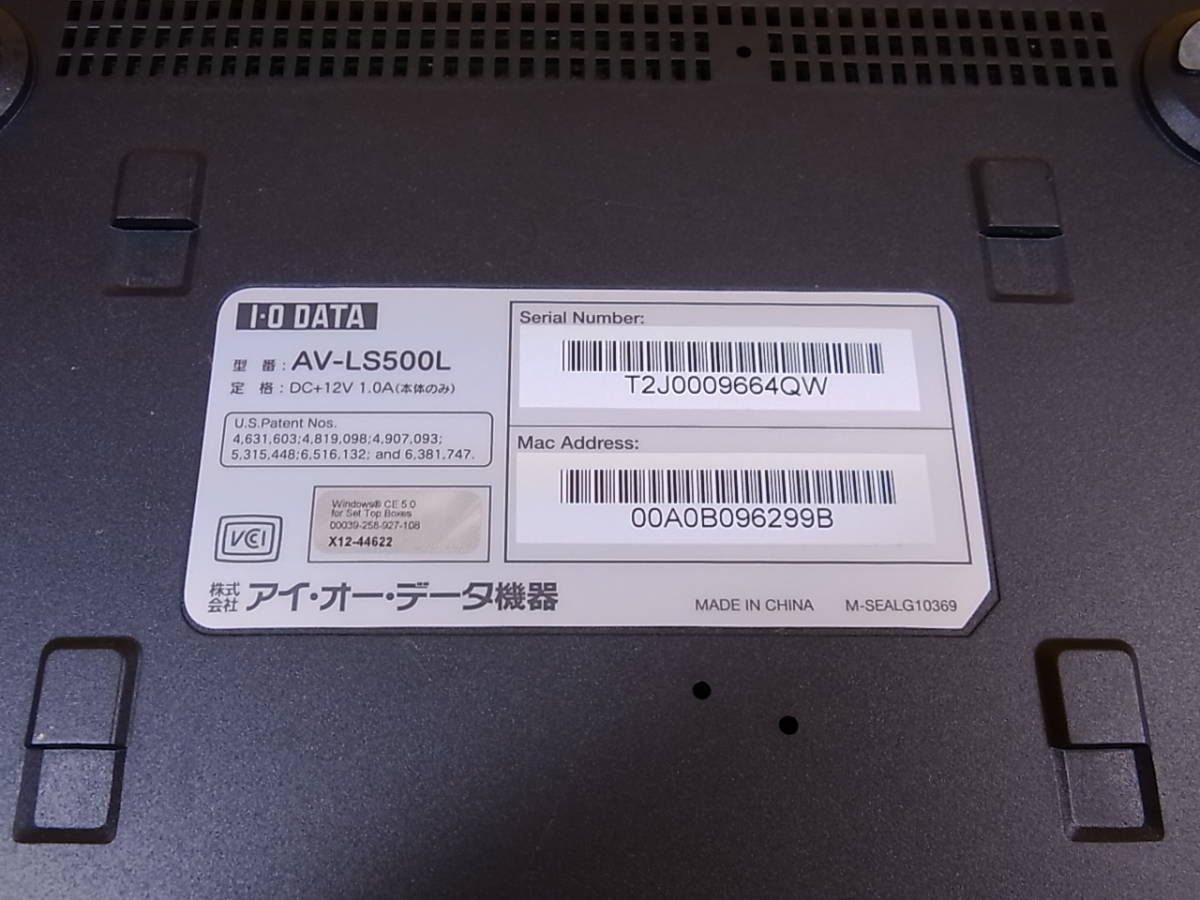 I·O DATA
型 番 : AV-LS500L
定 格 : DC+12V 1.0A(本体のみ)
U.S.Patent Nos.
4,631,603;4,819,098;4,907,093;
5,315,448;6,516,132; and 6,381,747.
Windows® CE 5.0
for Set Top Boxes
00039-258-927-108
X12-44622
VCCI
株式会社 アイ・オー・データ機器
Serial Number:
T2J0009664QW
Mac Address:
00A0B096299B
MADE IN CHINA M-SEALG10369